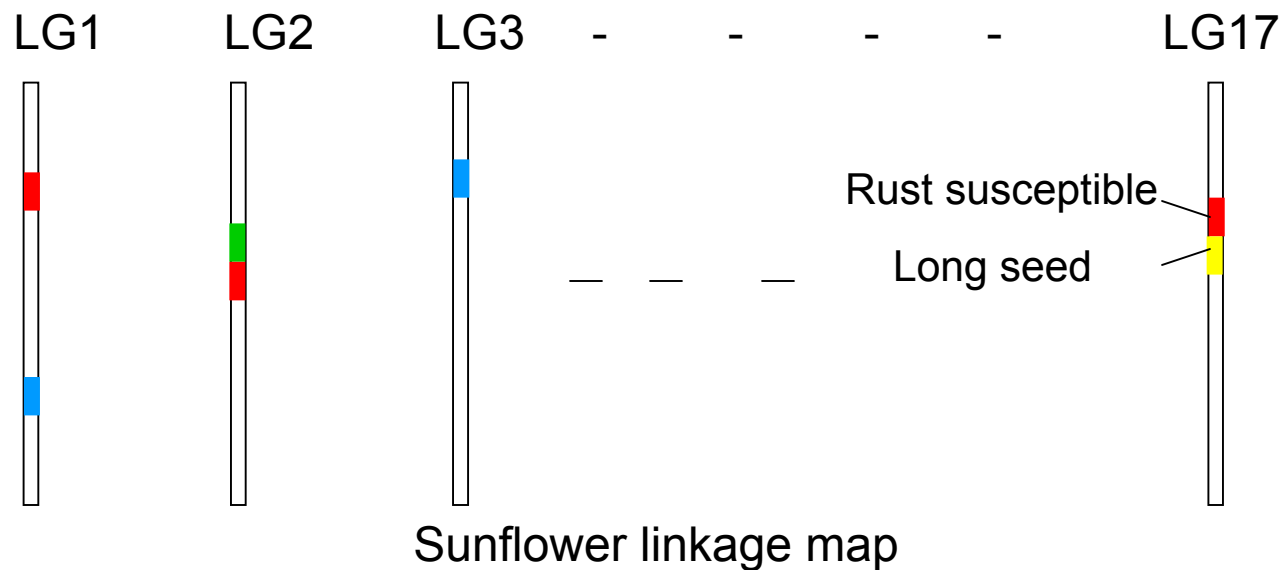 LG1 LG2 LG3 - - - - LG17
Rust susceptible
Long seed
Sunflower linkage map